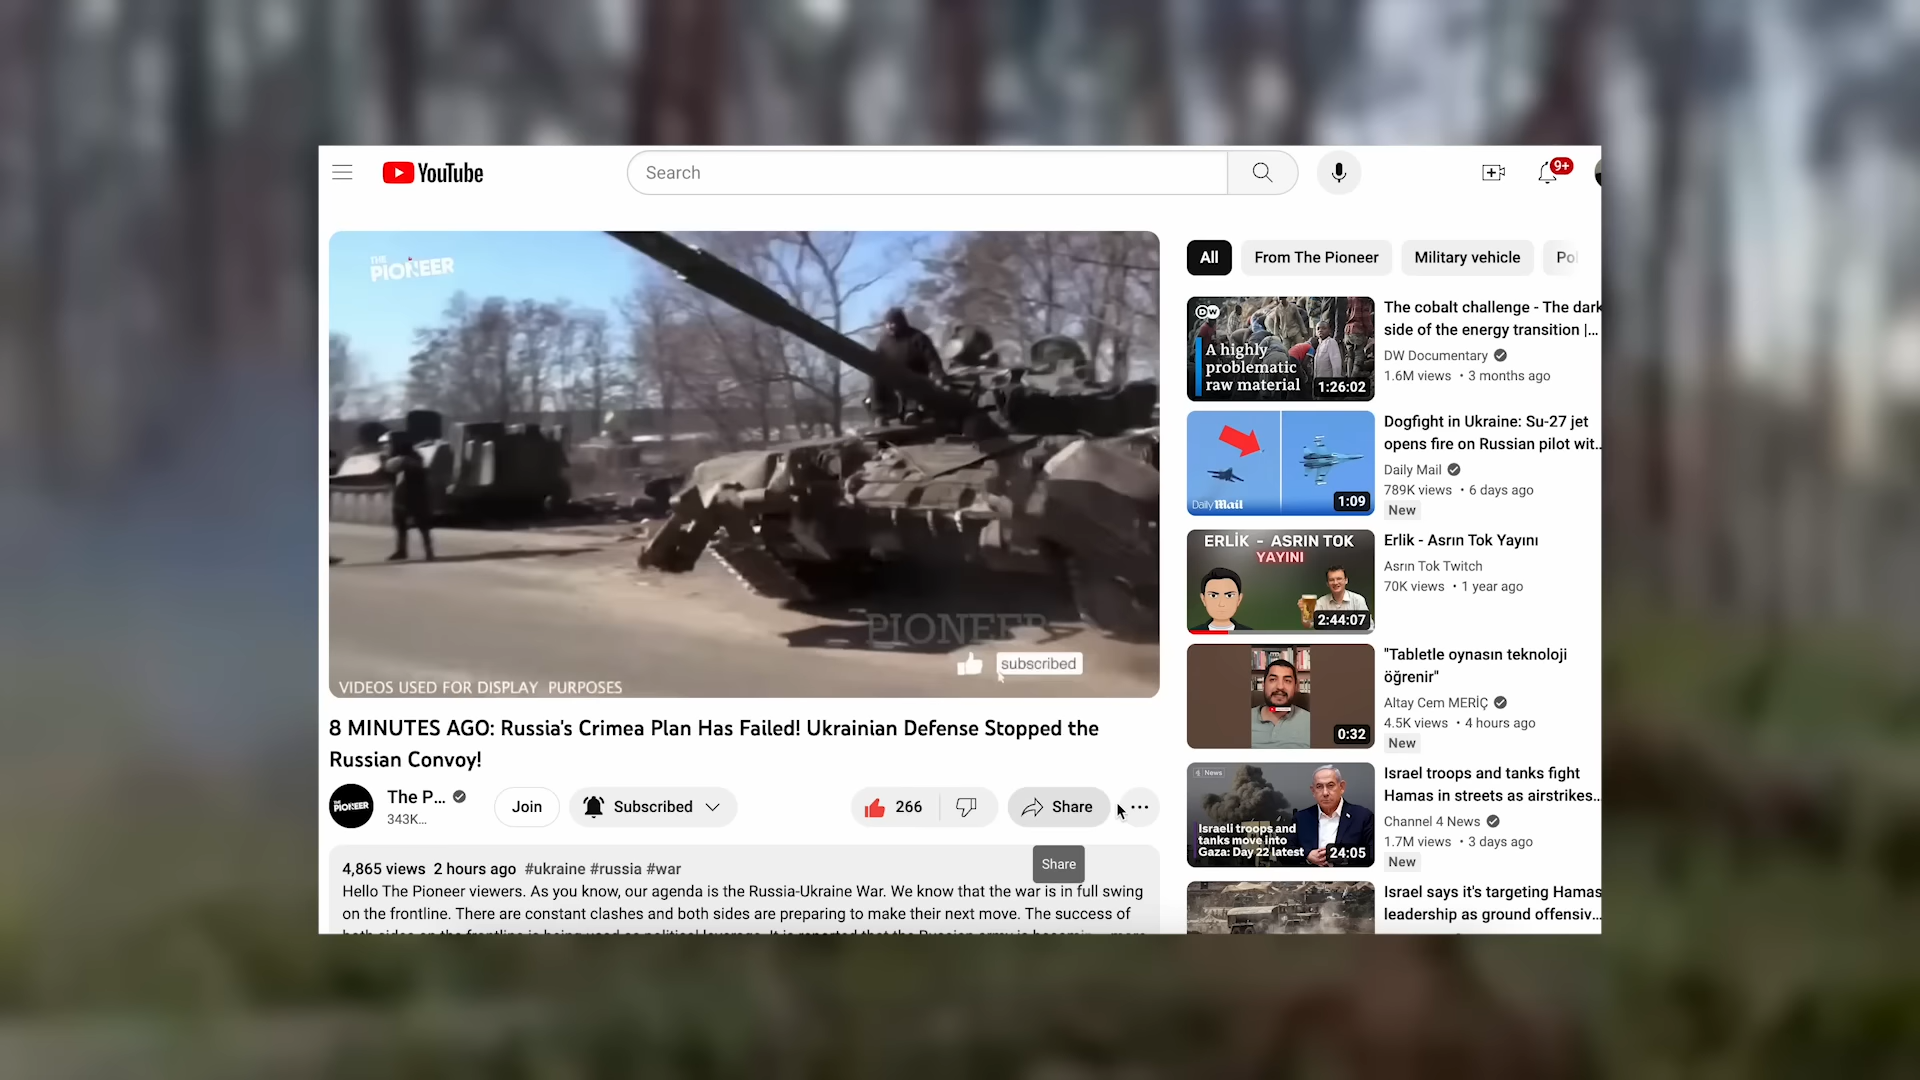 YouTube
Search
9+
THE
PIONEER
PIONEER
subscribed
VIDEOS USED FOR DISPLAY PURPOSES
8 MINUTES AGO: Russia's Crimea Plan Has Failed! Ukrainian Defense Stopped the
Russian Convoy!
THE
PIONEER
The P...
343K...
Join
Subscribed
266
Share
Share
4,865 views 2 hours ago #ukraine #russia #war
Hello The Pioneer viewers. As you know, our agenda is the Russia-Ukraine War. We know that the war is in full swing
on the frontline. There are constant clashes and both sides are preparing to make their next move. The success of
All
From The Pioneer
Military vehicle
DW
A highly
problematic
raw material
1:26:02
The cobalt challenge - The dark
side of the energy transition |...
DW Documentary
1.6M views • 3 months ago
Daily Mail
1:09
Dogfight in Ukraine: Su-27 jet
opens fire on Russian pilot wit...
Daily Mail
789K views • 6 days ago
New
ERLİK - ASRIN TOK
YAYINI
2:44:07
Erlik - Asrın Tok Yayını
Asrın Tok Twitch
70K views • 1 year ago
0:32
"Tabletle oynasın teknoloji
öğrenir"
Altay Cem MERİÇ
4.5K views • 4 hours ago
New
4 News
Israeli troops and
tanks move into
Gaza: Day 22 latest
24:05
Israel troops and tanks fight
Hamas in streets as airstrikes...
Channel 4 News
1.7M views • 3 days ago
New
Israel says it's targeting Hamas
leadership as ground offensiv...